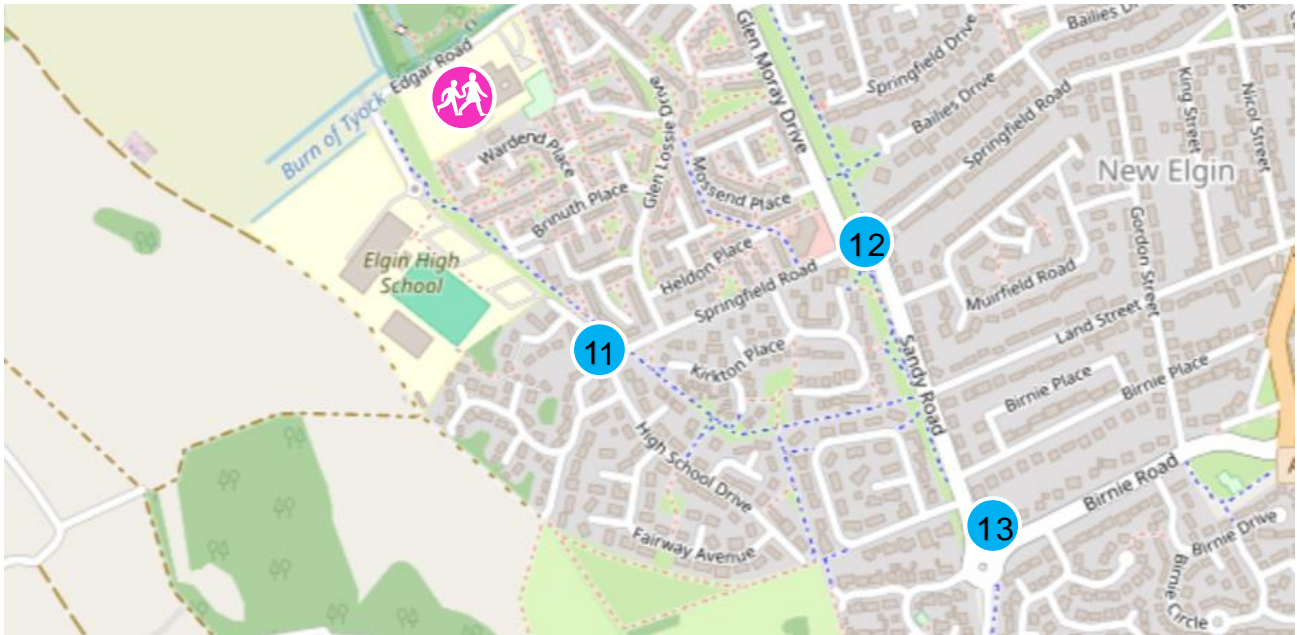 Glen Moray Drive
Bailies D
Edgar Road
Springfield Drive
Burn of Tyock
Wardend Place
Glen Lossie Drive
Bailies Drive
Springfield Road
King Street
Nicol Street
New Elgin
Brinuth Place
Mossend Place
Gordon Street
Elgin High
School
Heldon Place
12
Springfield Road
Muirfield Road
Land Street
11
Kirkton Place
Sandy Road
Birnie Place
Birnie Place
High School Drive
Birnie Road
13
Fairway Avenue
Birnie Drive
Birnie Circle
A